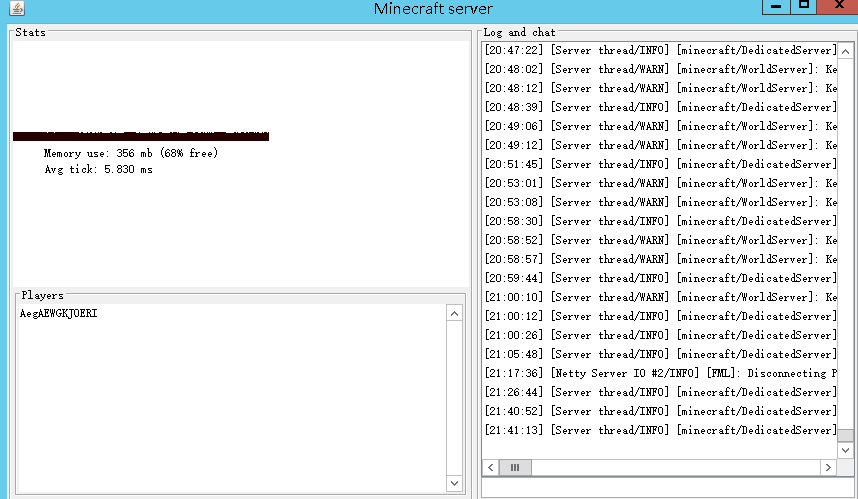 Minecraft server
Stats
Memory use: 356 mb (68% free)
Avg tick: 5.830 ms
Players
AegAEWGKJOERI
Log and chat
[20:47:22] [Server thread/INFO] [minecraft/DedicatedServer]
[20:48:02] [Server thread/WARN] [minecraft/WorldServer]: Ke
[20:48:12] [Server thread/WARN] [minecraft/WorldServer]: Ke
[20:48:39] [Server thread/INFO] [minecraft/DedicatedServer]
[20:49:06] [Server thread/WARN] [minecraft/WorldServer]: Ke
[20:49:12] [Server thread/WARN] [minecraft/WorldServer]: Ke
[20:51:45] [Server thread/INFO] [minecraft/DedicatedServer]
[20:53:01] [Server thread/WARN] [minecraft/WorldServer]: Ke
[20:53:08] [Server thread/WARN] [minecraft/WorldServer]: Ke
[20:58:30] [Server thread/INFO] [minecraft/DedicatedServer]
[20:58:52] [Server thread/WARN] [minecraft/WorldServer]: Ke
[20:58:57] [Server thread/WARN] [minecraft/WorldServer]: Ke
[20:59:44] [Server thread/INFO] [minecraft/DedicatedServer]
[21:00:10] [Server thread/WARN] [minecraft/WorldServer]: Ke
[21:00:12] [Server thread/INFO] [minecraft/DedicatedServer]
[21:00:26] [Server thread/INFO] [minecraft/DedicatedServer]
[21:05:48] [Server thread/INFO] [minecraft/DedicatedServer]
[21:17:36] [Netty Server IO #2/INFO] [FML]: Disconnecting P
[21:26:44] [Server thread/INFO] [minecraft/DedicatedServer]
[21:40:52] [Server thread/INFO] [minecraft/DedicatedServer]
[21:41:13] [Server thread/INFO] [minecraft/DedicatedServer]